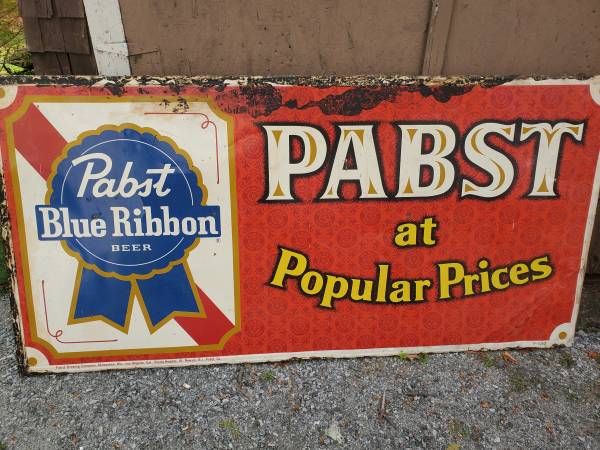 Pabst
Blue Ribbon
BEER
PABST
at
Popular Prices